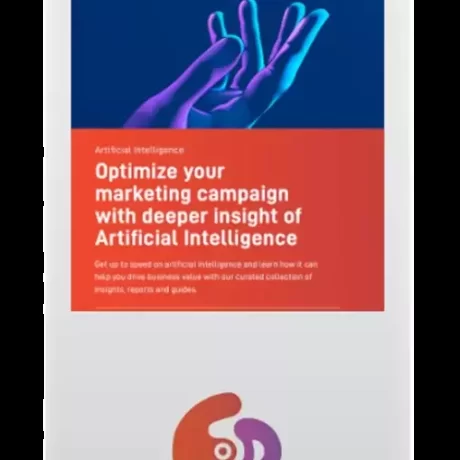 Artificial Intelligence
Optimize your
marketing campaign
with deeper insight of
Artificial Intelligence
Get up to speed on artificial intelligence and learn how it can
help you drive business value with our curated collection of
insights, reports and guides.